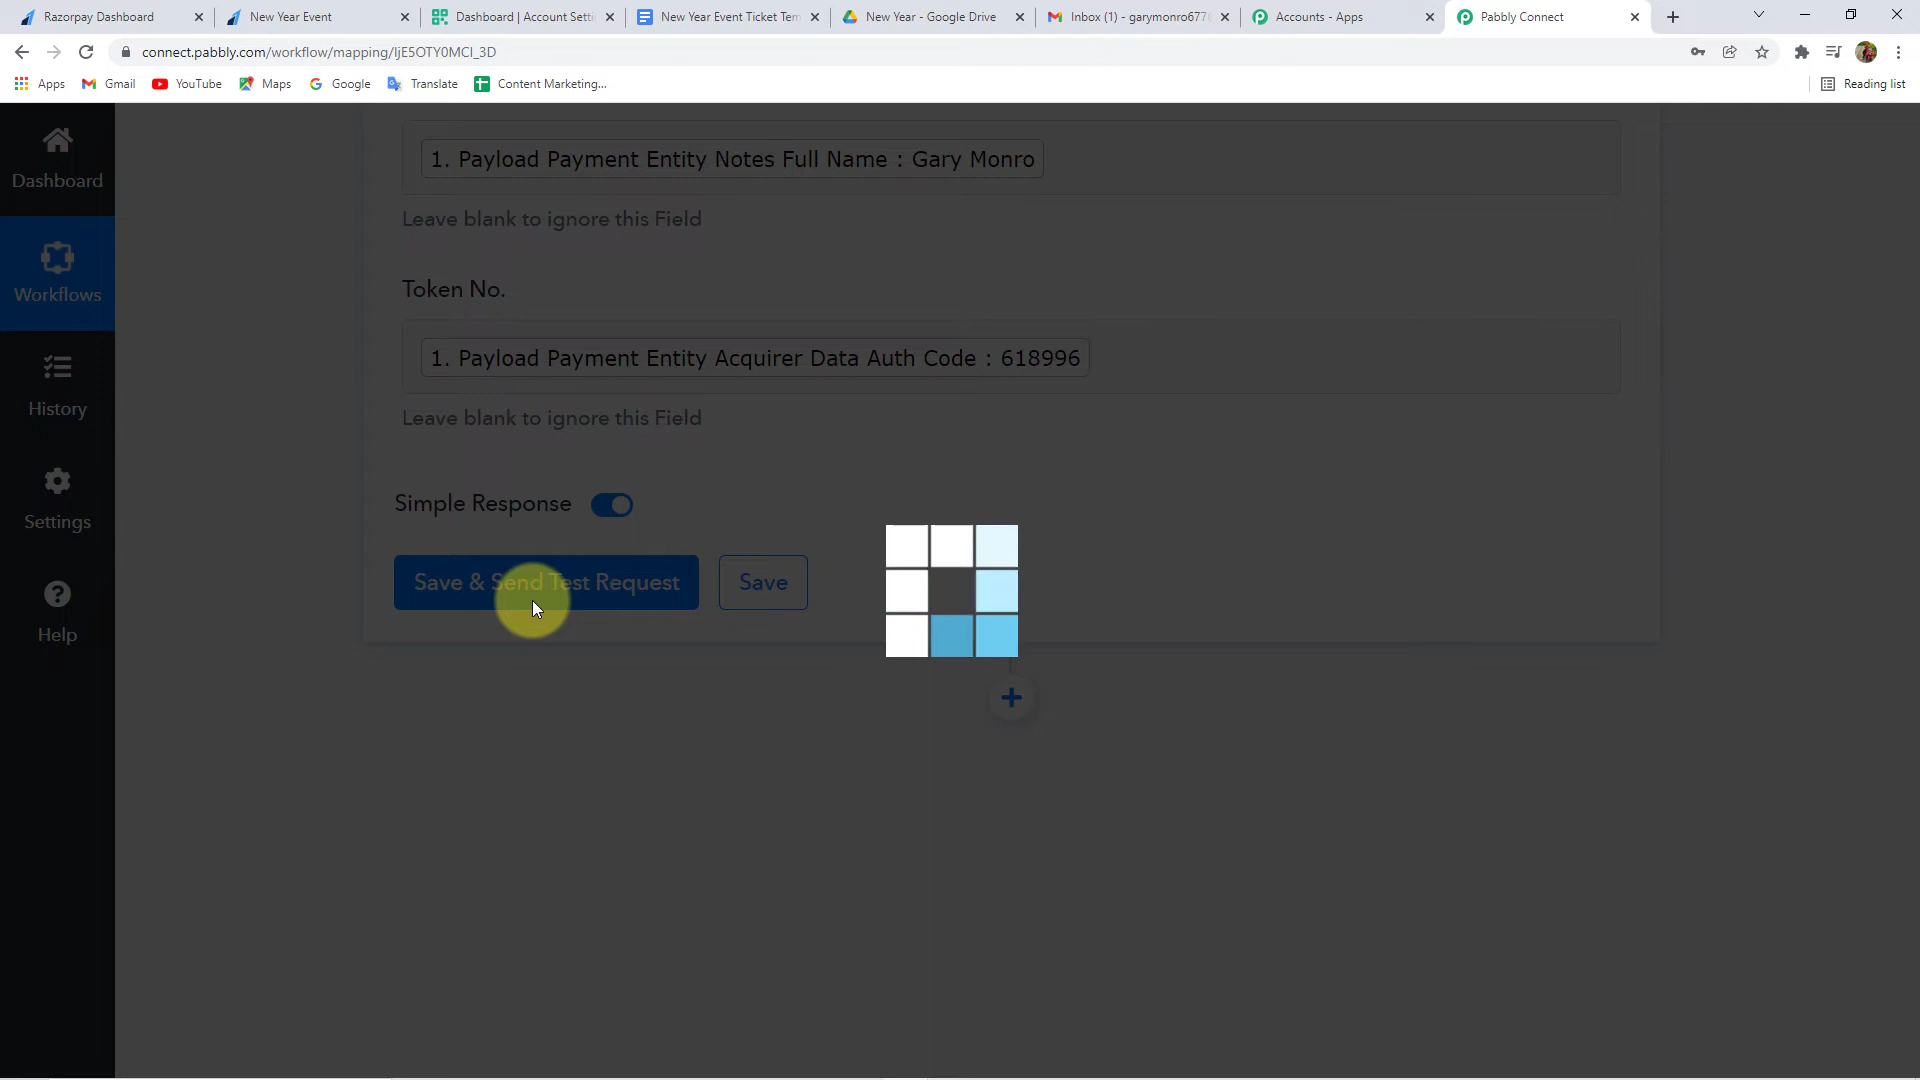 Razorpay Dashboard
New Year Event
Dashboard | Account Setti
New Year Event Ticket Tem
New Year - Google Drive
Inbox (1) - garymonro677
Accounts - Apps
Pabbly Connect
connect.pabbly.com/workflow/mapping/IjE5OTY0MCI_3D
Apps
Gmail
YouTube
Maps
Google
Translate
Content Marketing...
Reading list
Dashboard
Workflows
History
Settings
Help
1. Payload Payment Entity Notes Full Name : Gary Monro
Leave blank to ignore this Field
Token No.
1. Payload Payment Entity Acquirer Data Auth Code : 618996
Leave blank to ignore this Field
Simple Response
Save & Send Test Request
Save